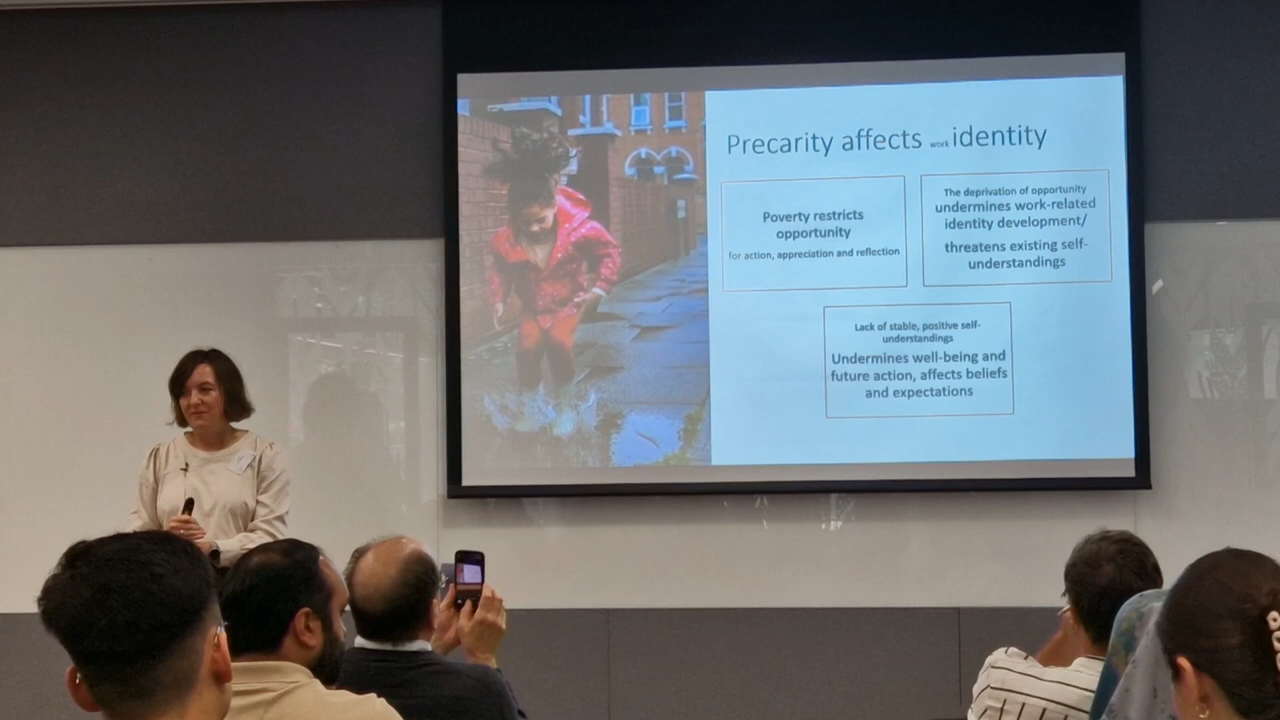 Precarity affects work identity
Poverty restricts
opportunity
for action, appreciation and reflection
The deprivation of opportunity
undermines work-related
identity development/
threatens existing self-
understandings
Lack of stable, positive self-
understandings
Undermines well-being and
future action, affects beliefs
and expectations